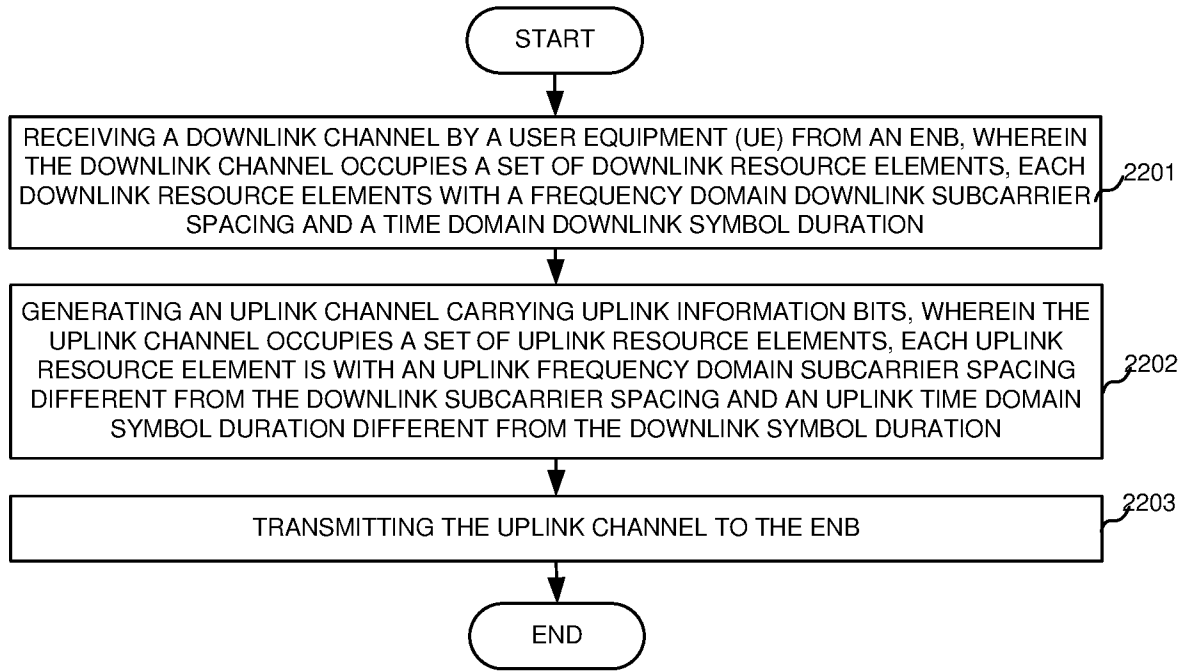 START
RECEIVING A DOWNLINK CHANNEL BY A USER EQUIPMENT (UE) FROM AN ENB, WHEREIN
THE DOWNLINK CHANNEL OCCUPIES A SET OF DOWNLINK RESOURCE ELEMENTS, EACH
DOWNLINK RESOURCE ELEMENTS WITH A FREQUENCY DOMAIN DOWNLINK SUBCARRIER
SPACING AND A TIME DOMAIN DOWNLINK SYMBOL DURATION
2201
GENERATING AN UPLINK CHANNEL CARRYING UPLINK INFORMATION BITS, WHEREIN THE
UPLINK CHANNEL OCCUPIES A SET OF UPLINK RESOURCE ELEMENTS, EACH UPLINK
RESOURCE ELEMENT IS WITH AN UPLINK FREQUENCY DOMAIN SUBCARRIER SPACING
DIFFERENT FROM THE DOWNLINK SUBCARRIER SPACING AND AN UPLINK TIME DOMAIN
SYMBOL DURATION DIFFERENT FROM THE DOWNLINK SYMBOL DURATION
2202
TRANSMITTING THE UPLINK CHANNEL TO THE ENB
2203
END